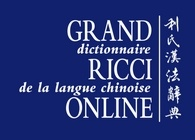 GRAND
dictionnaire
RICCI
de la langue chinoise
ONLINE
利氏漢法辭典